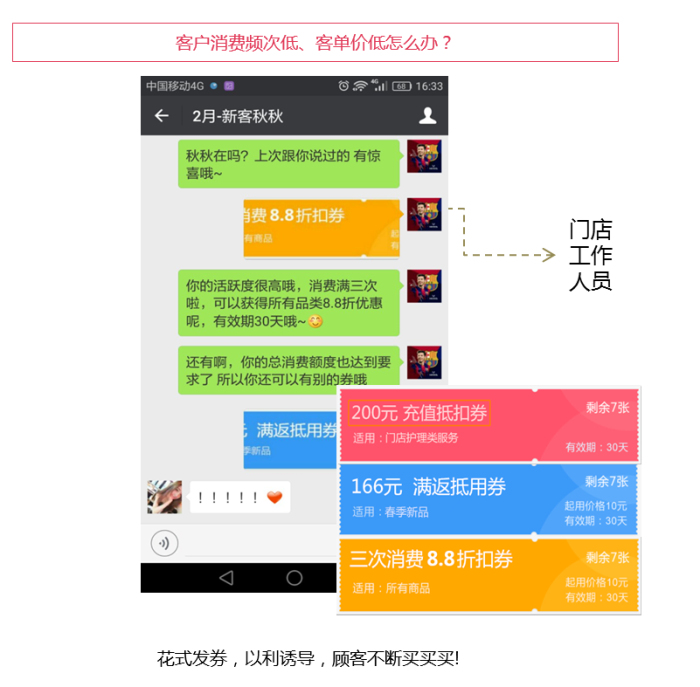 客户消费频次低、客单价低怎么办？
中国移动4G
4G
68
16:33
2月-新客秋秋
秋秋在吗？上次跟你说过的 有惊
喜哦~
消费8.8折扣券
有商品
起
有
门店
工作
人员
你的活跃度很高哦，消费满三次
啦，可以获得所有品类8.8折优惠
呢，有效期30天哦~
还有啊，你的总消费额度也达到要
求了 所以你还可以有别的券哦
满返抵用券
季新品
！！！！！
200元 充值抵扣券
剩余7张
适用：门店护理类服务
有效期：30天
166元 满返抵用券
剩余7张
适用：春季新品
起用价格10元
有效期：30天
三次消费8.8折扣券
剩余7张
适用：所有商品
起用价格10元
有效期：30天
花式发券，以利诱导，顾客不断买买买!